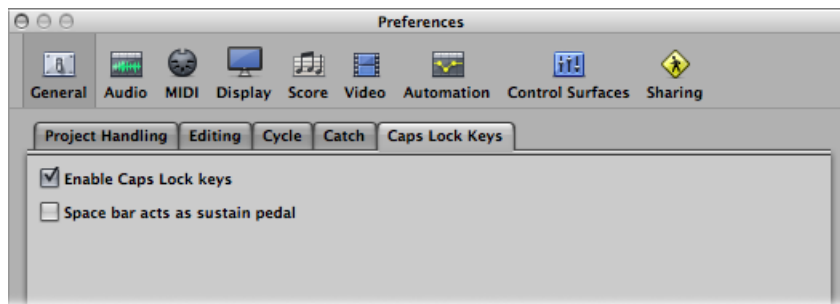 Preferences
General Audio MIDI Display Score Video Automation Control Surfaces Sharing
Project Handling Editing Cycle Catch Caps Lock Keys
Enable Caps Lock keys
Space bar acts as sustain pedal